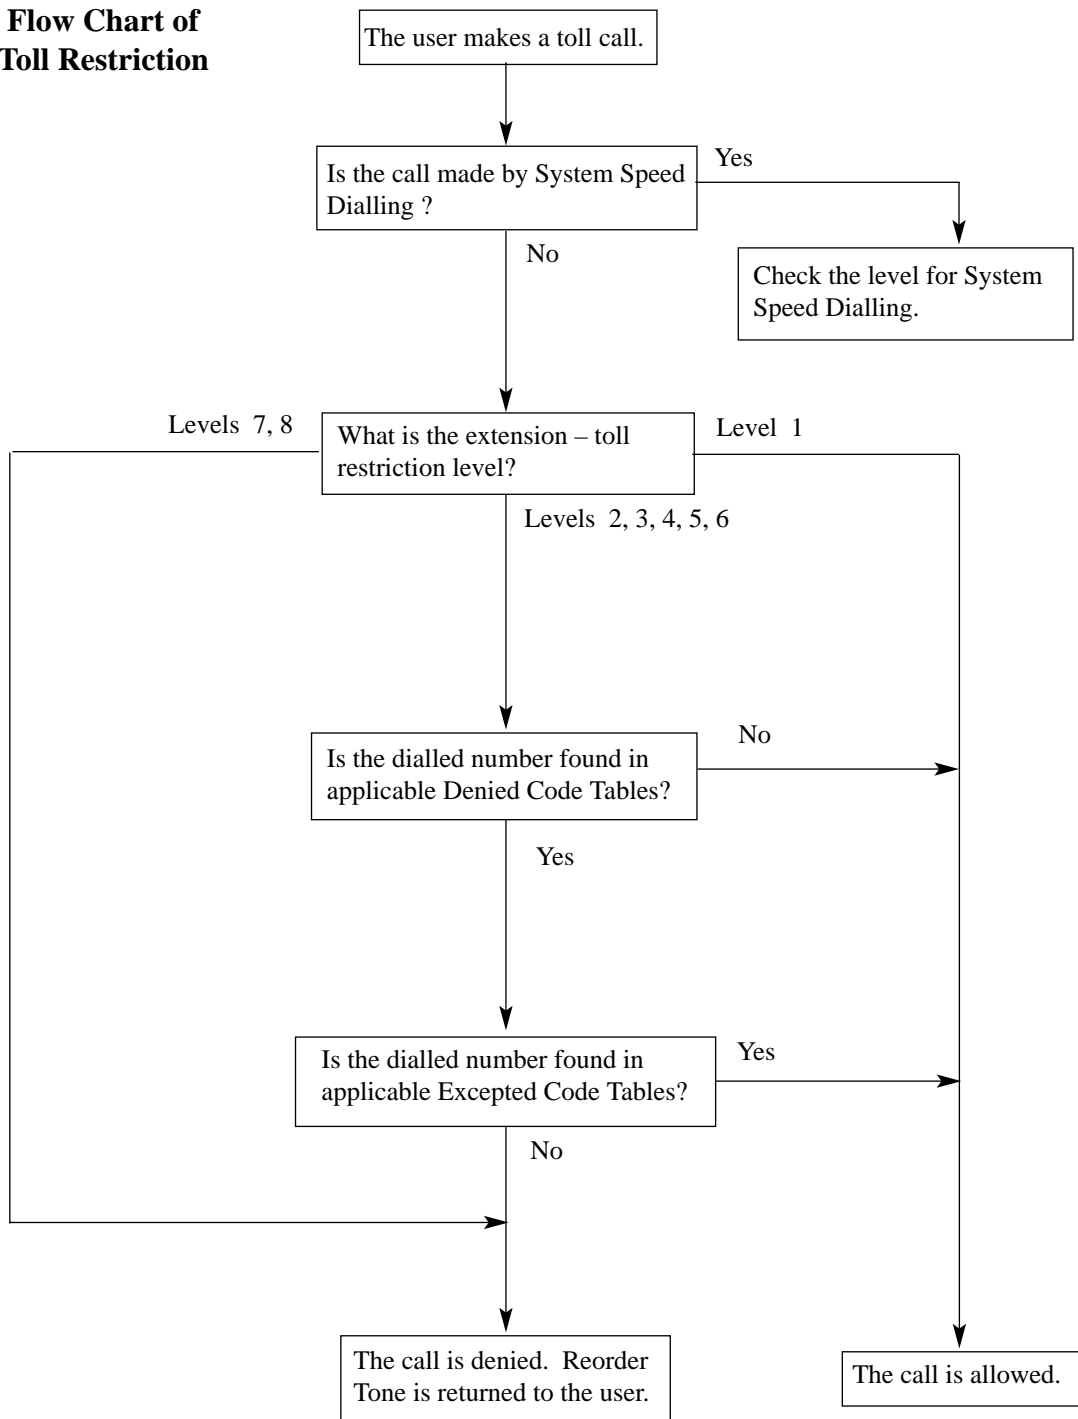 Flow Chart of
Toll Restriction
The user makes a toll call.
Is the call made by System Speed
Dialling ?
Yes
No
Check the level for System
Speed Dialling.
Levels 7, 8
What is the extension – toll
restriction level?
Level 1
Levels 2, 3, 4, 5, 6
Is the dialled number found in
applicable Denied Code Tables?
No
Yes
Is the dialled number found in
applicable Excepted Code Tables?
Yes
No
The call is denied. Reorder
Tone is returned to the user.
The call is allowed.